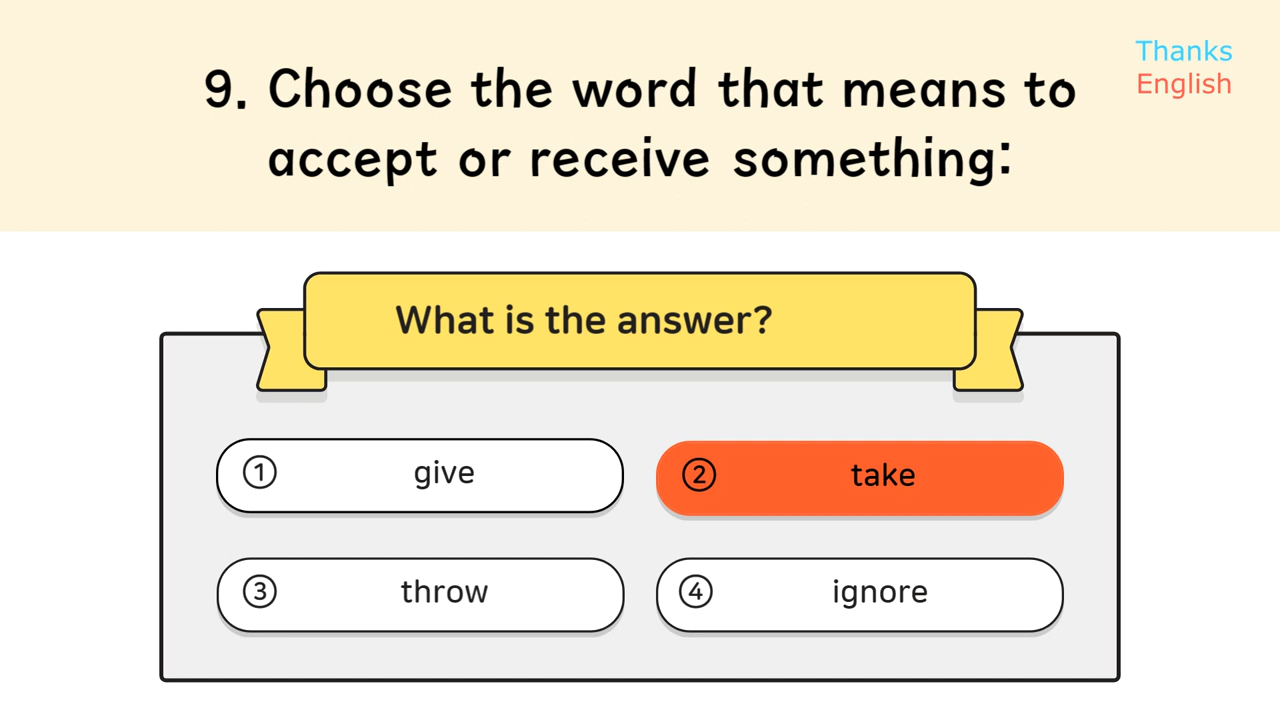 9. Choose the word that means to
accept or receive something:
Thanks
English
What is the answer?
① give
② take
③ throw
④ ignore